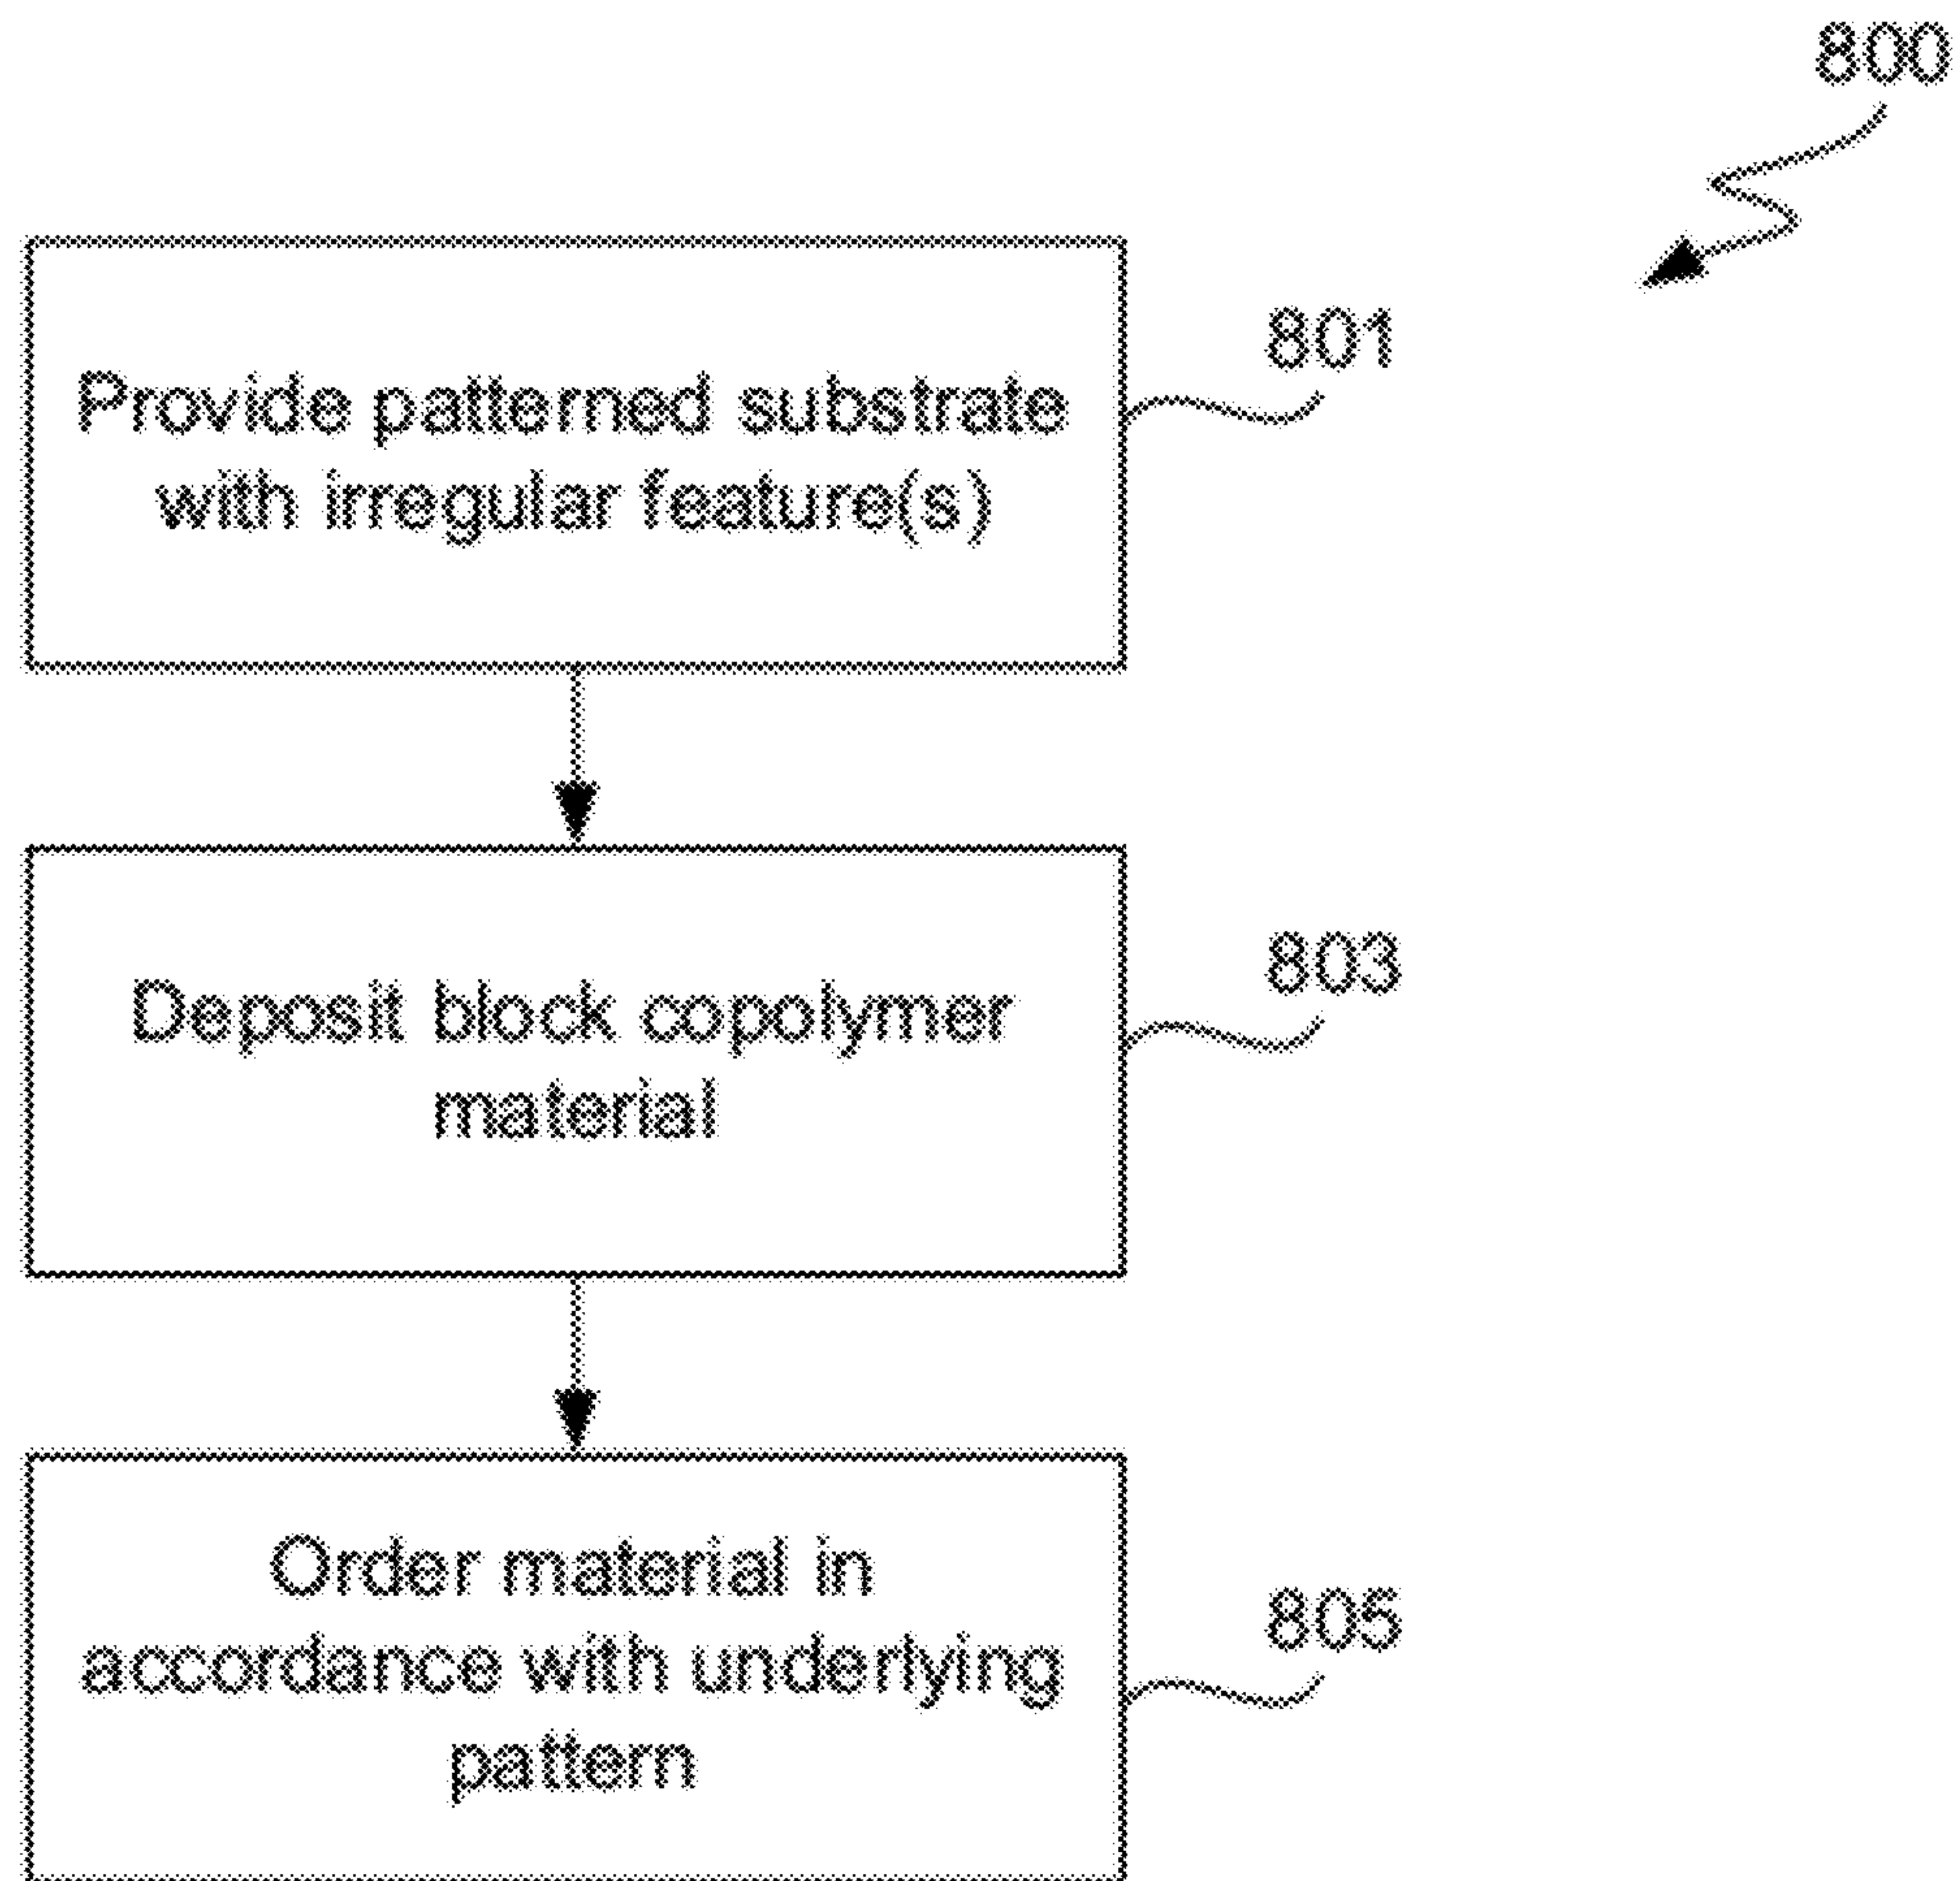 800
801
Provide patterned substrate
with irregular feature(s)
803
Deposit block copolymer
material
805
Order material in
accordance with underlying
pattern